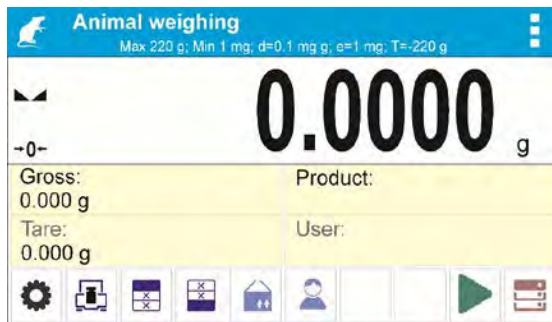 Animal weighing
Max 220 g; Min 1 mg; d=0.1 mg g; e=1 mg; T=-220 g
0.0000 g
→0←
Gross:
0.000 g
Product:
Tare:
0.000 g
User: